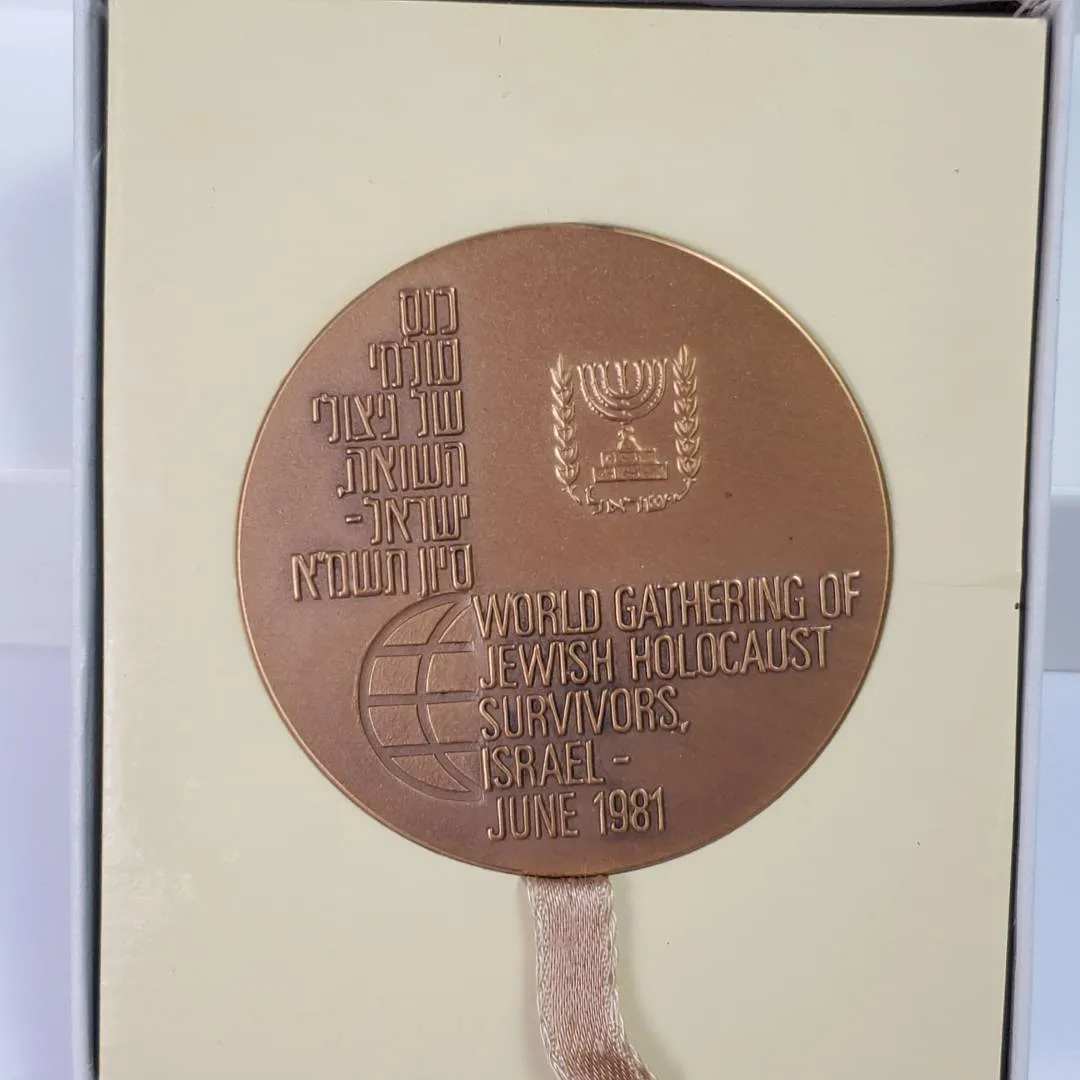 כנס
עולמי
של ניצולי
השואה,
ישראל -
סיון תשמ"א
ישראל
WORLD GATHERING OF
JEWISH HOLOCAUST
SURVIVORS,
ISRAEL -
JUNE 1981